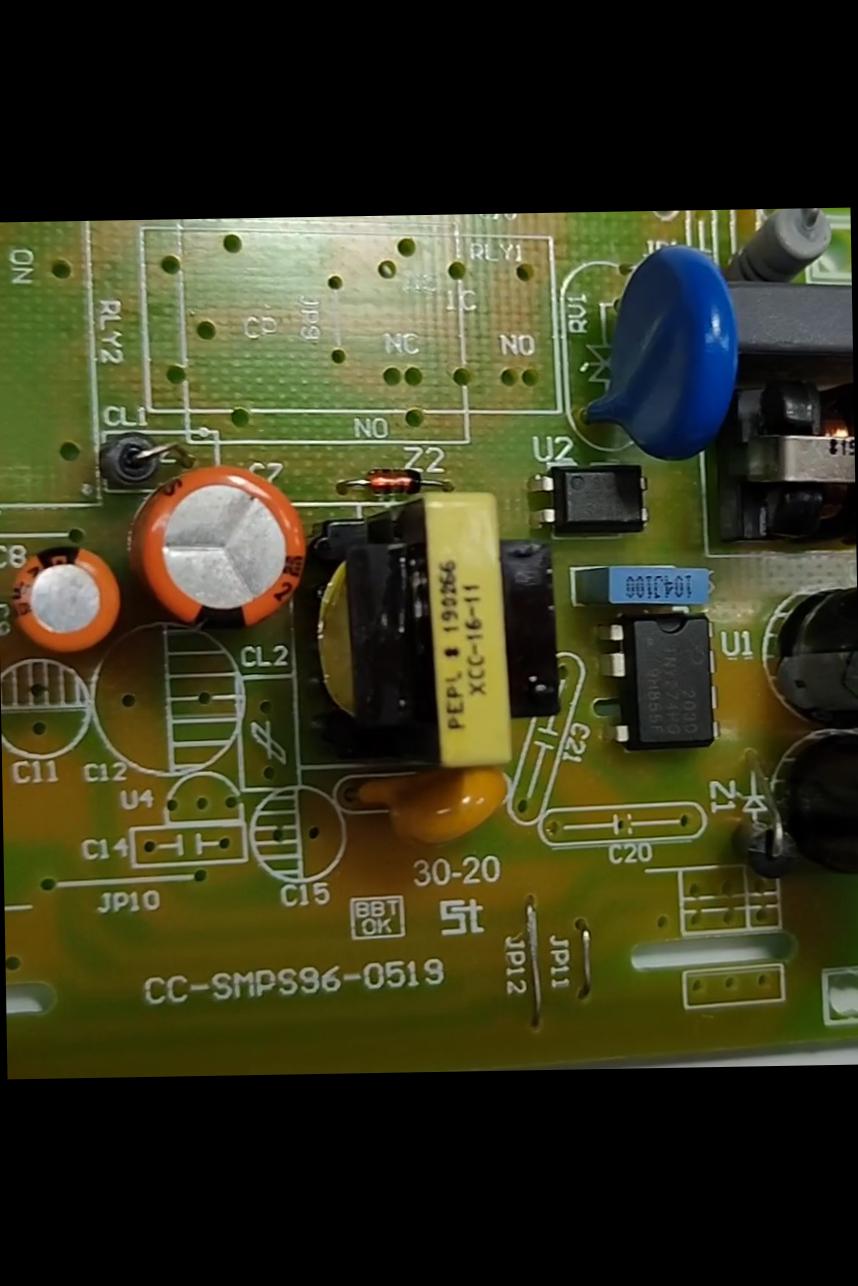 NO
RLY1
RLY2
JP9
CP
NC
NO
RV1
NO
CL1
Z2
U2
C7
C8
104J100
PEPL # 190266
XCC-16-11
U1
CL2
C21
C11
C12
U4
Z1
C14
C15
C20
30-20
JP10
BBT
OK
St
JP12
JP11
CC-SMPS96-0519